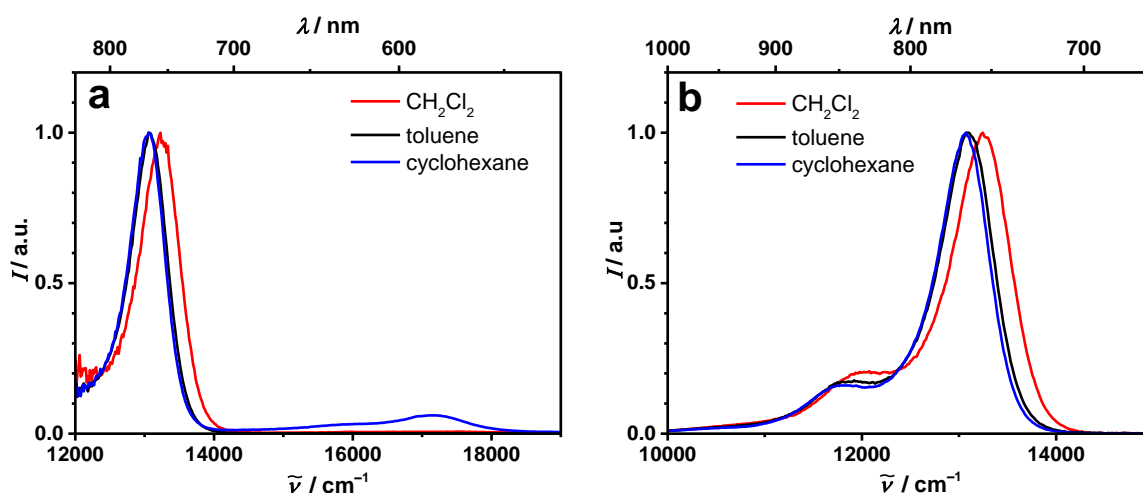 λ / nm
800 700 600
a
CH₂Cl₂
toluene
cyclohexane
1.0
0.5
0.0
I / a.u.
12000 14000 16000 18000
ṽ / cm⁻¹
λ / nm
1000 900 800 700
b
CH₂Cl₂
toluene
cyclohexane
1.0
0.5
0.0
I / a.u
10000 12000 14000
ṽ / cm⁻¹